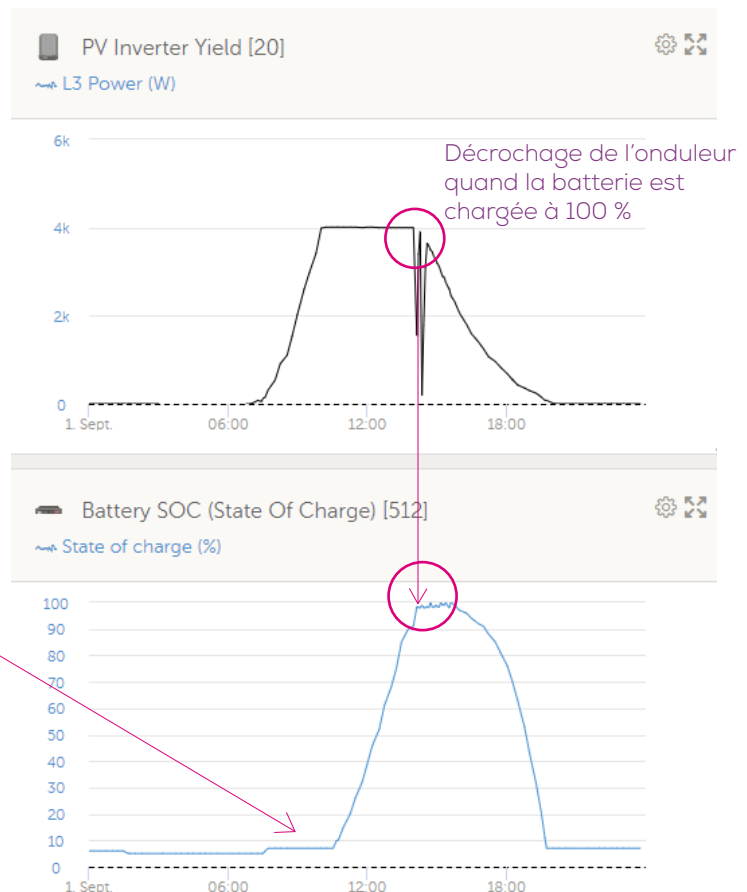 PV Inverter Yield [20]
L3 Power (W)
6k
Décrochage de l'onduleur
quand la batterie est
chargée à 100 %
4k
2k
0
1. Sept.
06:00
12:00
18:00
Battery SOC (State Of Charge) [512]
State of charge (%)
100
90
80
70
60
50
40
30
20
10
0
1. Sept.
06:00
12:00
18:00